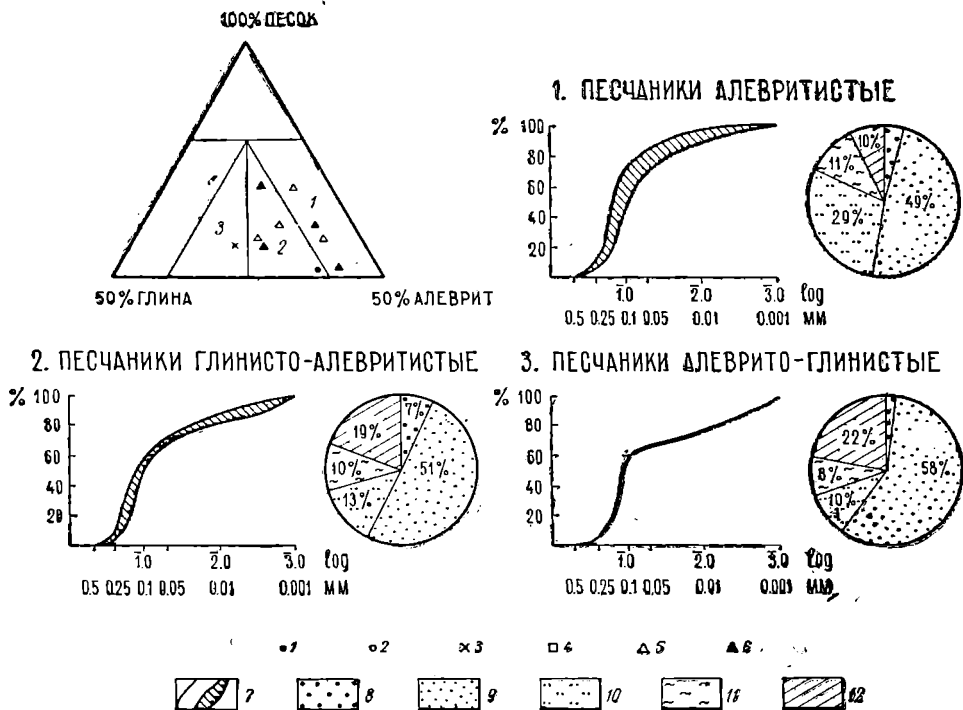 100% ПЕСОК
1
3
2
50% ГЛИНА 50% АЛЕВРИТ
1. ПЕСЧАНИКИ АЛЕВРИТИСТЫЕ
% 100
80
60
40
20
10%
11%
49%
29%
1.0 2.0 3.0 log
0.5 0.25 0.1 0.05 0.01 0.001 мм
2. ПЕСЧАНИКИ ГЛИНИСТО-АЛЕВРИТИСТЫЕ
% 100
80
60
40
20
7%
19%
51%
10%
13%
1.0 2.0 3.0 log
0.5 0.25 0.1 0.05 0.01 0.001 мм
3. ПЕСЧАНИКИ АЛЕВРИТО-ГЛИНИСТЫЕ
% 100
80
60
40
20
22%
58%
8%
10%
1.0 2.0 3.0 log
0.5 0.25 0.1 0.05 0.01 0.001 мм
1 2 3 4 5 6
7 8 9 10 11 12